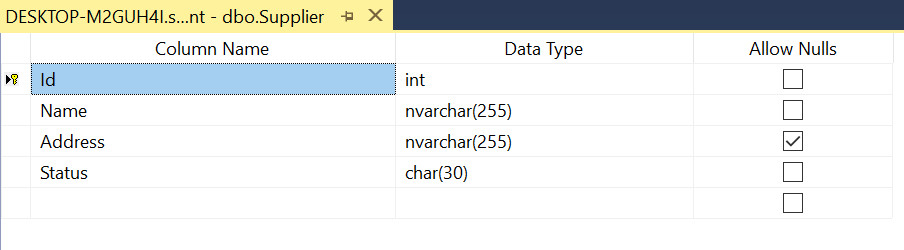 DESKTOP-M2GUH4I.s...nt - dbo.Supplier
Column Name Data Type Allow Nulls
Id int
Name nvarchar(255)
Address nvarchar(255)
Status char(30)